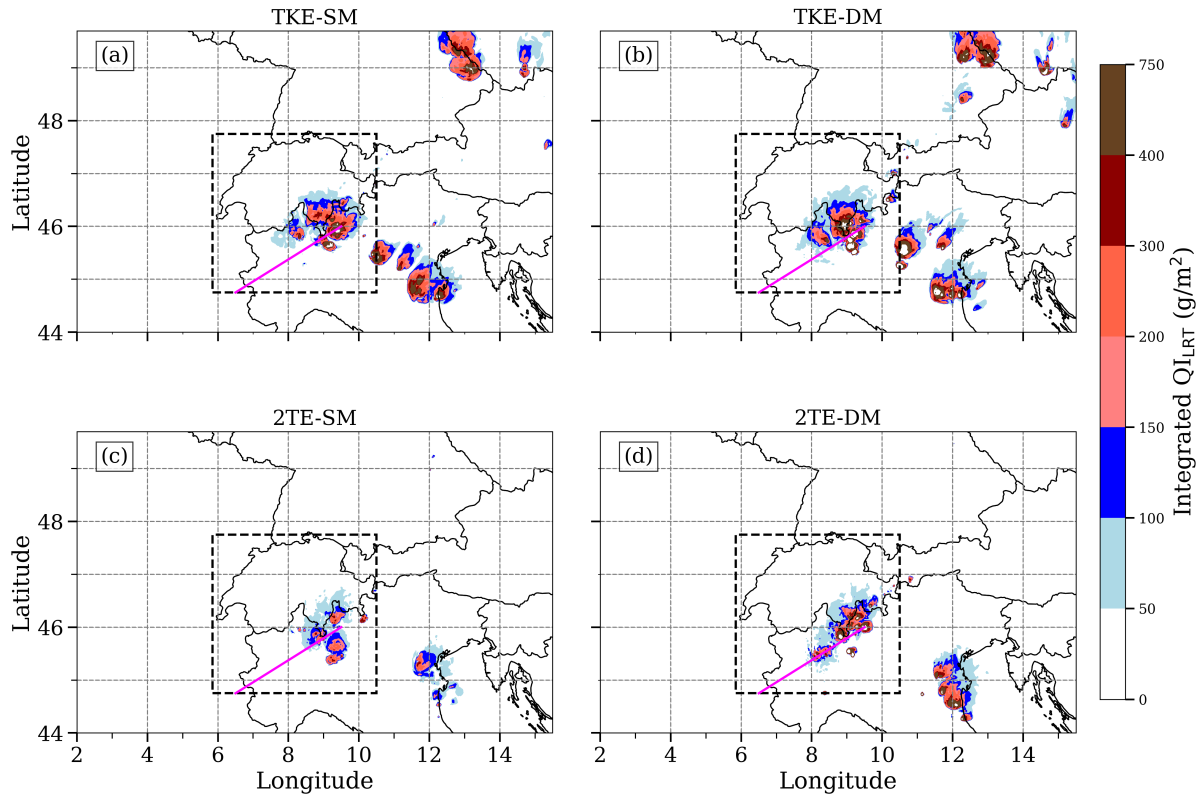 TKE-SM
TKE-DM
(a)
(b)
Latitude
48
46
44
750
400
300
200
150
100
50
0
Integrated QI_LRT (g/m²)
2TE-SM
2TE-DM
(c)
(d)
Latitude
48
46
44
2 4 6 8 10 12 14
2 4 6 8 10 12 14
Longitude
Longitude